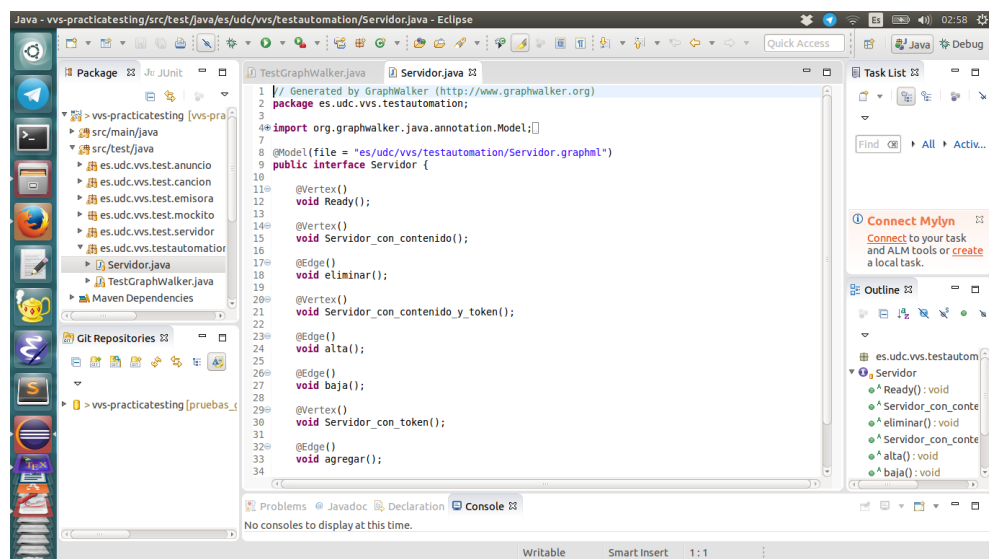 Java - vvs-practicatesting/src/test/java/es/udc/vvs/testautomation/Servidor.java - Eclipse
Es
02:58
Quick Access
Java
Debug
Package
JUnit
> vvs-practicatesting [vvs-pra
src/main/java
src/test/java
es.udc.vvs.test.anuncio
es.udc.vvs.test.cancion
es.udc.vvs.test.emisora
es.udc.vvs.test.mockito
es.udc.vvs.test.servidor
es.udc.vvs.testautomation
Servidor.java
TestGraphWalker.java
Maven Dependencies
Git Repositories
> vvs-practicatesting [pruebas_
TestGraphWalker.java
Servidor.java
1 // Generated by GraphWalker (http://www.graphwalker.org)
2 package es.udc.vvs.testautomation;
3
4 import org.graphwalker.java.annotation.Model;
7
8 @Model(file = "es/udc/vvs/testautomation/Servidor.graphml")
9 public interface Servidor {
10
11 @Vertex()
12 void Ready();
13
14 @Vertex()
15 void Servidor_con_contenido();
16
17 @Edge()
18 void eliminar();
19
20 @Vertex()
21 void Servidor_con_contenido_y_token();
22
23 @Edge()
24 void alta();
25
26 @Edge()
27 void baja();
28
29 @Vertex()
30 void Servidor_con_token();
31
32 @Edge()
33 void agregar();
34
Problems
Javadoc
Declaration
Console
No consoles to display at this time.
Task List
Find
All
Activ...
Connect Mylyn
Connect to your task
and ALM tools or create
a local task.
Outline
es.udc.vvs.testautom
Servidor
Ready() : void
Servidor_con_conte
eliminar() : void
Servidor_con_conte
alta() : void
baja() : void
Writable
Smart Insert
1 : 1